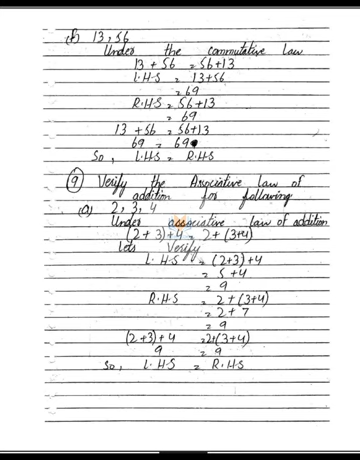 (f) 13, 56
Under the commutative Law
13 + 56 = 56+13
L.H.S = 13+56
= 69
R.H.S = 56+13
= 69
13 + 56 = 56+13
69 = 69
So, L.H.S = R.H.S
(9) Verify the Associative Law of
addition for following
(a) 2, 3, 4
Under associative law of addition
(2 + 3)+4 = 2+(3+4)
Lets Verify
L.H.S = (2+3)+4
= 5 +4
= 9
R.H.S = 2+(3+4)
= 2+ 7
= 9
(2+3)+4 = 2+(3+4)
9 = 9
So, L.H.S = R.H.S